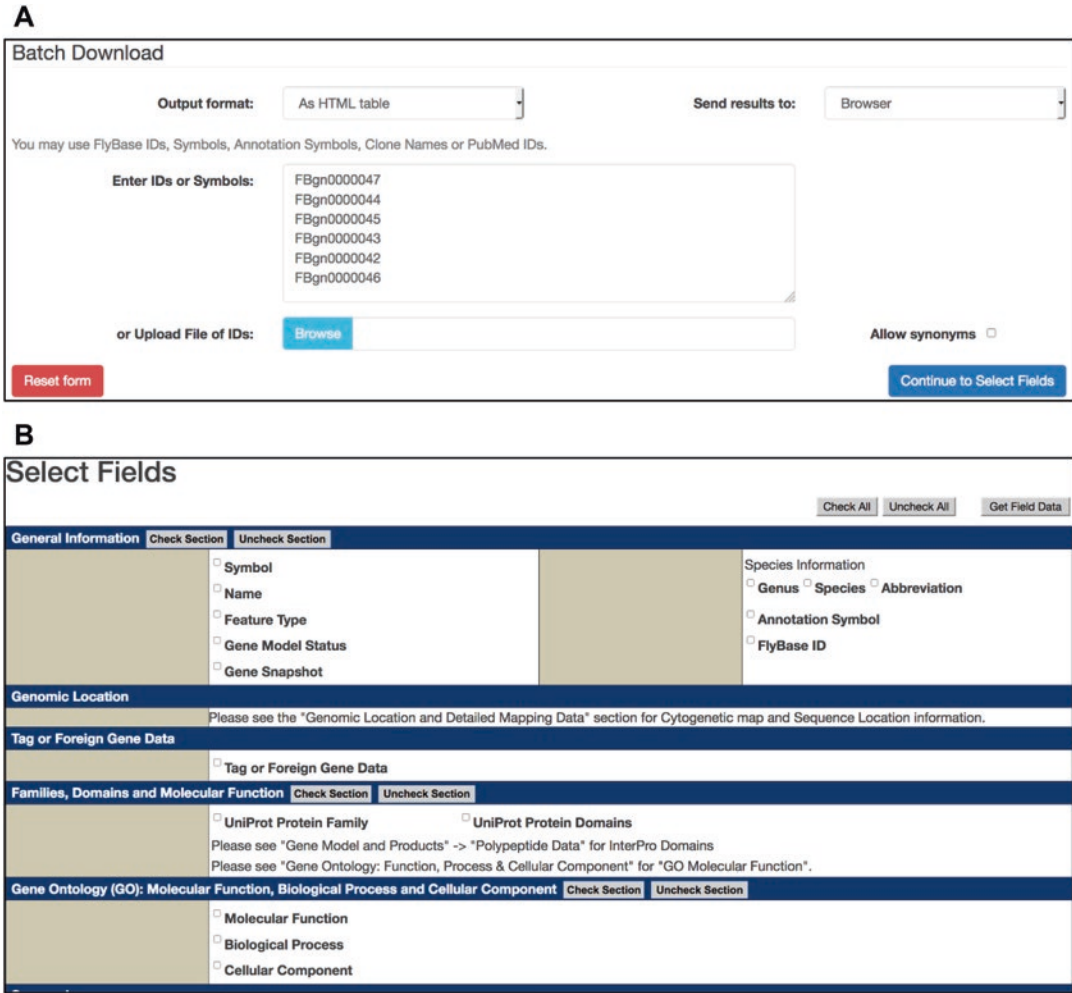 A
Batch Download
Output format: As HTML table Send results to: Browser
You may use FlyBase IDs, Symbols, Annotation Symbols, Clone Names or PubMed IDs.
Enter IDs or Symbols: FBgn0000047
FBgn0000044
FBgn0000045
FBgn0000043
FBgn0000042
FBgn0000046
or Upload File of IDs: Browse Allow synonyms
Reset form Continue to Select Fields
B
Select Fields
Check All Uncheck All Get Field Data
General Information Check Section Uncheck Section
Symbol Species Information
Name Genus Species Abbreviation
Feature Type Annotation Symbol
Gene Model Status FlyBase ID
Gene Snapshot
Genomic Location
Please see the "Genomic Location and Detailed Mapping Data" section for Cytogenetic map and Sequence Location information.
Tag or Foreign Gene Data
Tag or Foreign Gene Data
Families, Domains and Molecular Function Check Section Uncheck Section
UniProt Protein Family UniProt Protein Domains
Please see "Gene Model and Products" -> "Polypeptide Data" for InterPro Domains
Please see "Gene Ontology: Function, Process & Cellular Component" for "GO Molecular Function".
Gene Ontology (GO): Molecular Function, Biological Process and Cellular Component Check Section Uncheck Section
Molecular Function
Biological Process
Cellular Component